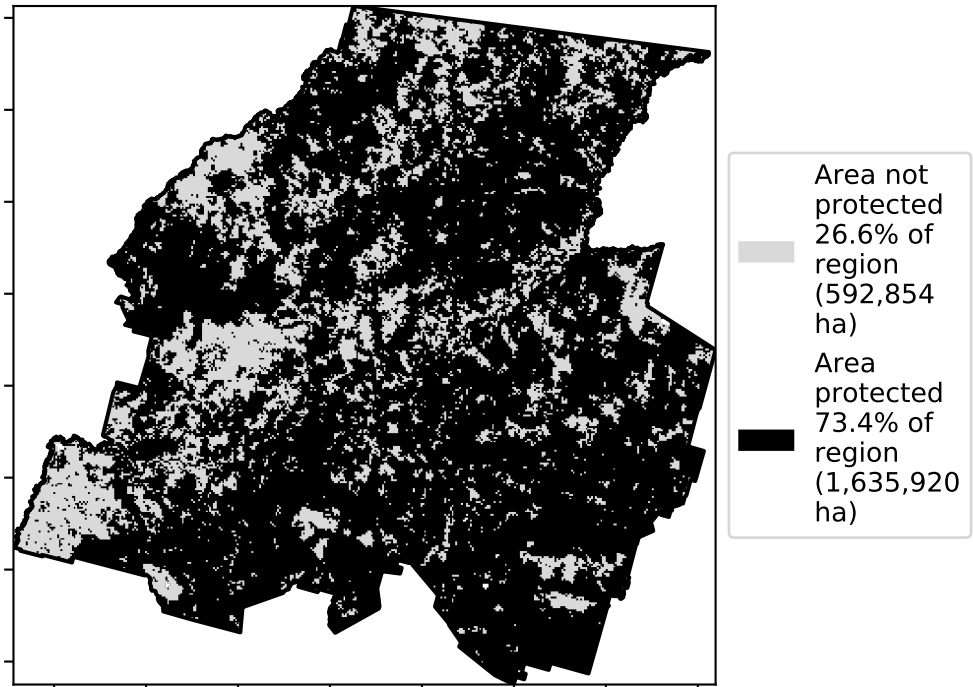 Area not
protected
26.6% of
region
(592,854
ha)
Area
protected
73.4% of
region
(1,635,920
ha)